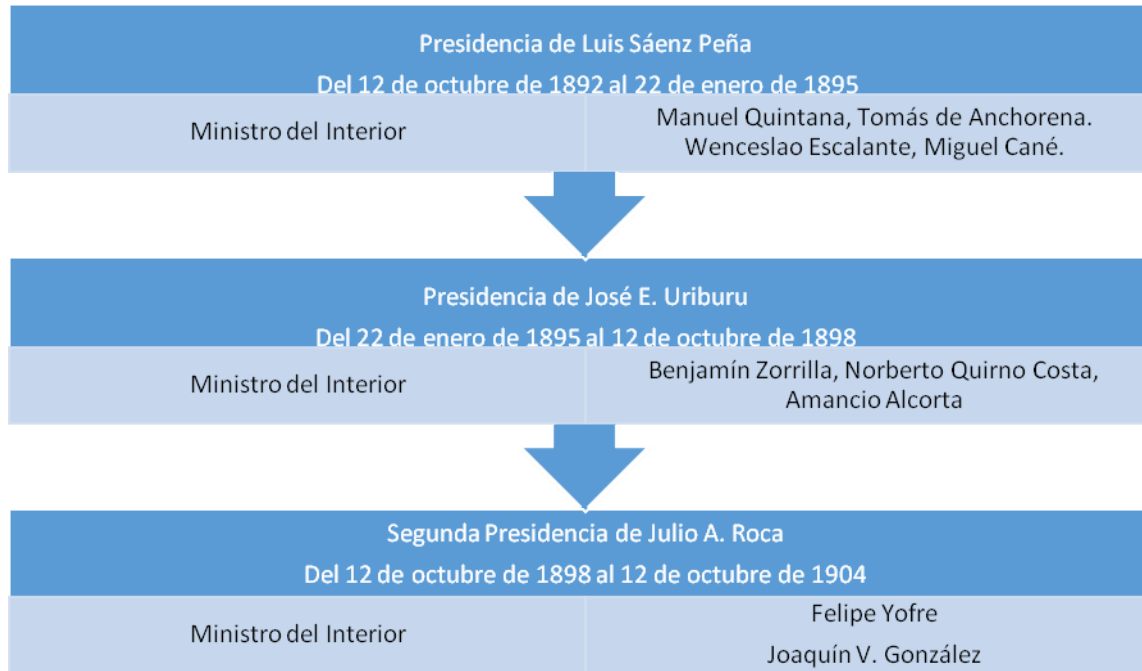 Presidencia de Luis Sáenz Peña
Del 12 de octubre de 1892 al 22 de enero de 1895
Ministro del Interior
Manuel Quintana, Tomás de Anchorena.
Wenceslao Escalante, Miguel Cané.
Presidencia de José E. Uriburu
Del 22 de enero de 1895 al 12 de octubre de 1898
Ministro del Interior
Benjamín Zorrilla, Norberto Quirno Costa,
Amancio Alcorta
Segunda Presidencia de Julio A. Roca
Del 12 de octubre de 1898 al 12 de octubre de 1904
Ministro del Interior
Felipe Yofre
Joaquín V. González